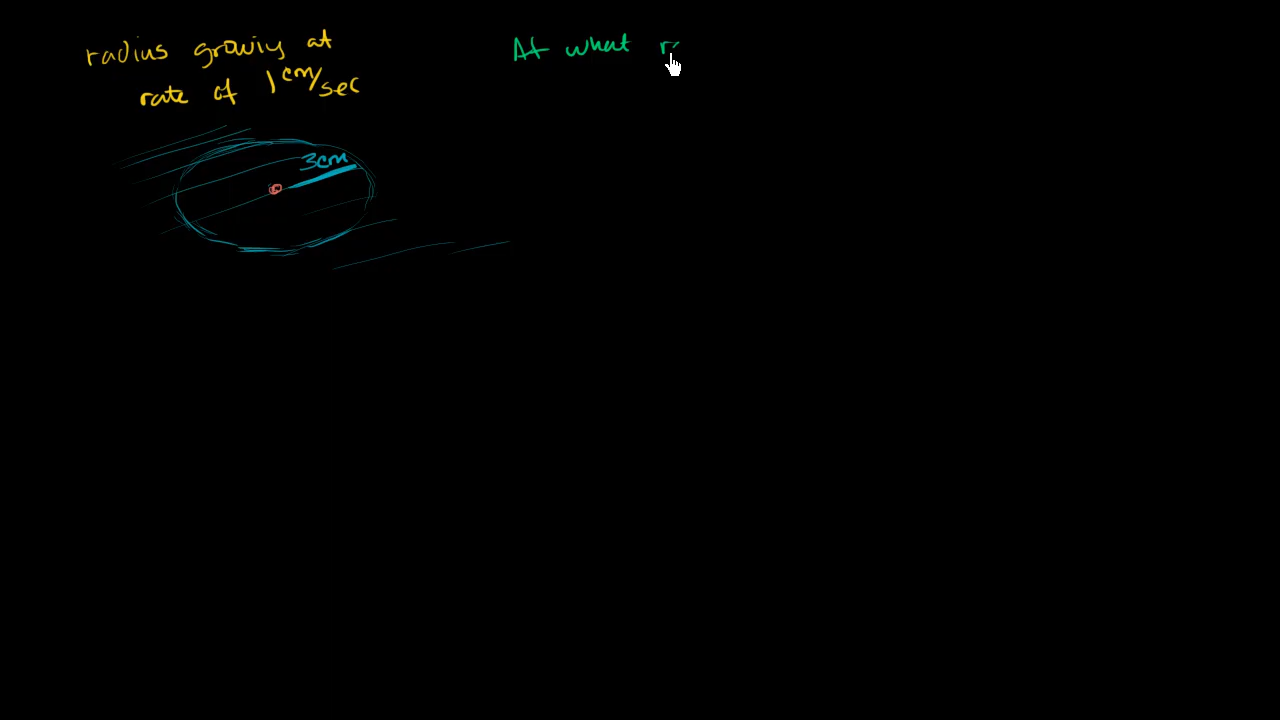 radius growing at
rate of 1 cm/sec
3cm
At what